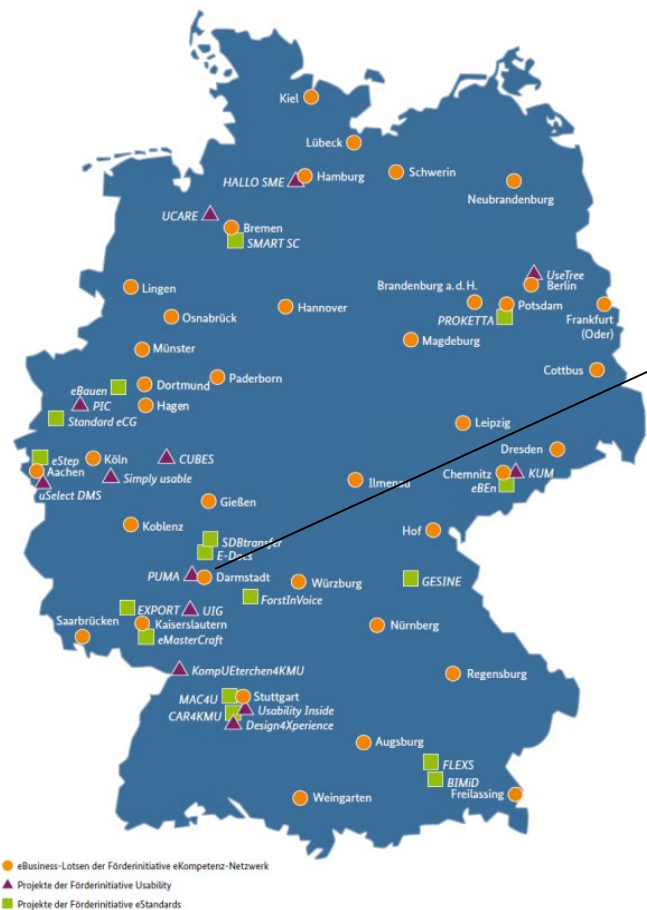 Kiel
Lübeck
HALLO SME
Hamburg
Schwerin
Neubrandenburg
UCARE
Bremen
SMART SC
UseTree
Berlin
Lingen
Brandenburg a. d. H.
Osnabrück
Hannover
Potsdam
PROKETTA
Frankfurt
(Oder)
Magdeburg
Münster
Cottbus
Paderborn
eBauen
Dortmund
PIC
Hagen
Standard eCG
Leipzig
Dresden
eStep
Köln
CUBES
Aachen
Simply usable
uSelect DMS
Chemnitz
KUM
eBEn
Ilmenau
Gießen
Koblenz
Hof
SDBtransfer
E-Docs
PUMA
Darmstadt
Würzburg
GESINE
ForstInVoice
EXPORT
UIG
Saarbrücken
Kaiserslautern
eMasterCraft
Nürnberg
KompUEterchen4KMU
Regensburg
MAC4U
Stuttgart
CAR4KMU
Usability Inside
Design4Xperience
Augsburg
FLEXS
BIMiD
Weingarten
Freilassing
eBusiness-Lotsen der Förderinitiative eKompetenz-Netzwerk
Projekte der Förderinitiative Usability
Projekte der Förderinitiative eStandards